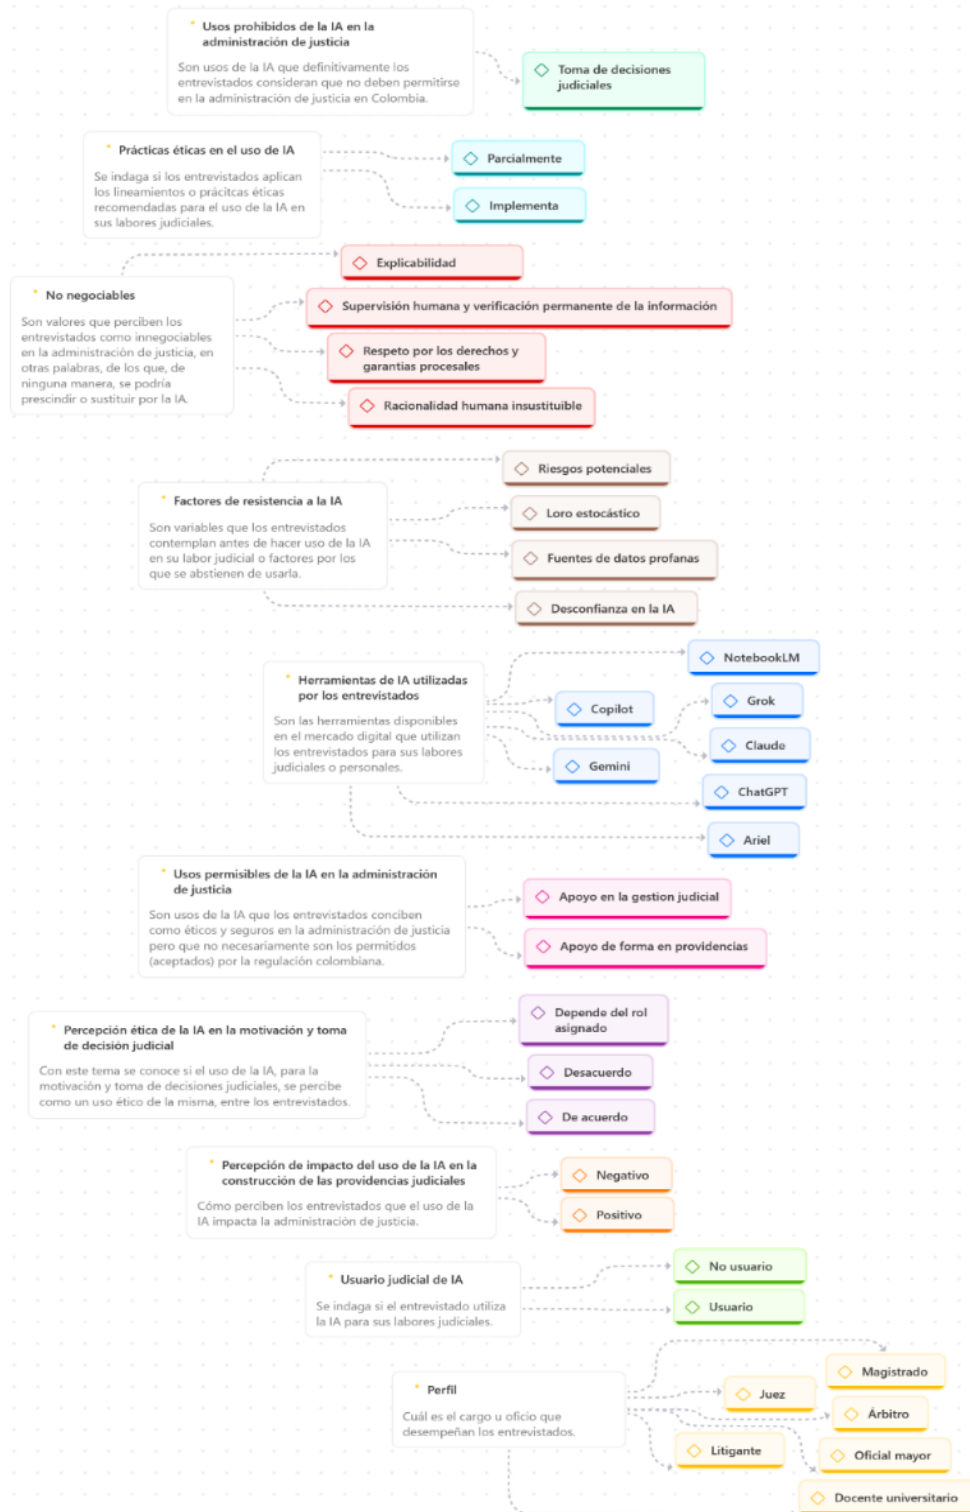 Usos prohibidos de la IA en la
administración de justicia
Son usos de la IA que definitivamente los
entrevistados consideran que no deben permitirse
en la administración de justicia en Colombia.
Toma de decisiones
judiciales
Prácticas éticas en el uso de IA
Se indaga si los entrevistados aplican
los lineamientos o prácitcas éticas
recomendadas para el uso de la IA en
sus labores judiciales.
Parcialmente
Implementa
No negociables
Son valores que perciben los
entrevistados como innegociables
en la administración de justicia, en
otras palabras, de los que, de
ninguna manera, se podría
prescindir o sustituir por la IA.
Explicabilidad
Supervisión humana y verificación permanente de la información
Respeto por los derechos y
garantías procesales
Racionalidad humana insustituible
Factores de resistencia a la IA
Son variables que los entrevistados
contemplan antes de hacer uso de la IA
en su labor judicial o factores por los
que se abstienen de usarla.
Riesgos potenciales
Loro estocástico
Fuentes de datos profanas
Desconfianza en la IA
Herramientas de IA utilizadas
por los entrevistados
Son las herramientas disponibles
en el mercado digital que utilizan
los entrevistados para sus labores
judiciales o personales.
NotebookLM
Copilot
Grok
Claude
Gemini
ChatGPT
Ariel
Usos permisibles de la IA en la administración
de justicia
Son usos de la IA que los entrevistados conciben
como éticos y seguros en la administración de justicia
pero que no necesariamente son los permitidos
(aceptados) por la regulación colombiana.
Apoyo en la gestion judicial
Apoyo de forma en providencias
Percepción ética de la IA en la motivación y toma
de decisión judicial
Con este tema se conoce si el uso de la IA, para la
motivación y toma de decisiones judiciales, se percibe
como un uso ético de la misma, entre los entrevistados.
Depende del rol
asignado
Desacuerdo
De acuerdo
Percepción de impacto del uso de la IA en la
construcción de las providencias judiciales
Cómo perciben los entrevistados que el uso de la
IA impacta la administración de justicia.
Negativo
Positivo
Usuario judicial de IA
Se indaga si el entrevistado utiliza
la IA para sus labores judiciales.
No usuario
Usuario
Perfil
Cuál es el cargo u oficio que
desempeñan los entrevistados.
Magistrado
Juez
Árbitro
Litigante
Oficial mayor
Docente universitario